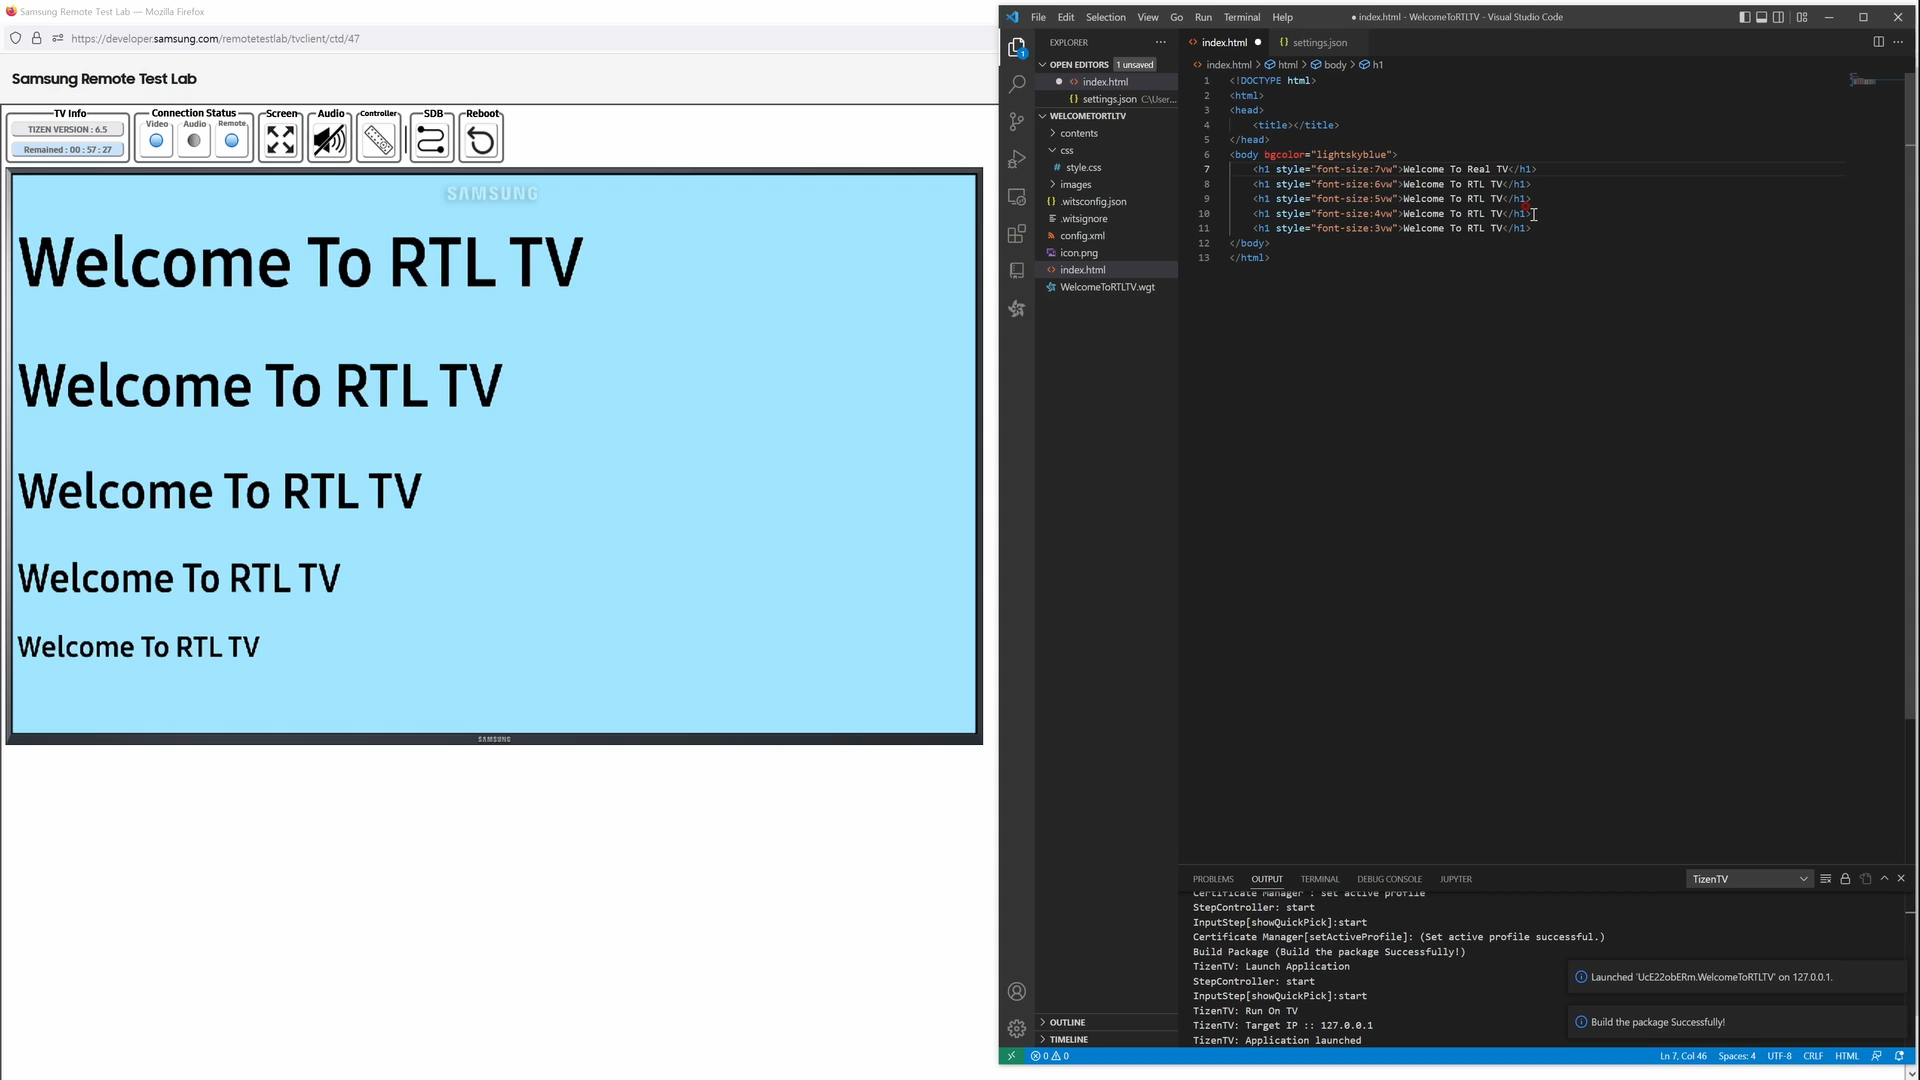 Samsung Remote Test Lab — Mozilla Firefox
https://developer.samsung.com/remotetestlab/tvclient/ctd/47
Samsung Remote Test Lab
TV Info
TIZEN VERSION : 6.5
Remained : 00 : 57 : 27
Connection Status
Video
Audio
Remote
Screen
Audio
Controller
SDB
Reboot
SAMSUNG
Welcome To RTL TV
Welcome To RTL TV
Welcome To RTL TV
Welcome To RTL TV
Welcome To RTL TV
SAMSUNG
File Edit Selection View Go Run Terminal Help
● index.html - WelcomeToRTLTV - Visual Studio Code
EXPLORER
OPEN EDITORS 1 unsaved
index.html
settings.json C:\User...
WELCOMETORTLTV
contents
css
style.css
images
.witsconfig.json
.witsignore
config.xml
icon.png
index.html
WelcomeToRTLTV.wgt
OUTLINE
TIMELINE
1
index.html
settings.json
index.html > html > body > h1
1 <!DOCTYPE html>
2 <html>
3 <head>
4 <title></title>
5 </head>
6 <body bgcolor="lightskyblue">
7 <h1 style="font-size:7vw">Welcome To Real TV</h1>
8 <h1 style="font-size:6vw">Welcome To RTL TV</h1>
9 <h1 style="font-size:5vw">Welcome To RTL TV</h1>
10 <h1 style="font-size:4vw">Welcome To RTL TV</h1>
11 <h1 style="font-size:3vw">Welcome To RTL TV</h1>
12 </body>
13 </html>
PROBLEMS OUTPUT TERMINAL DEBUG CONSOLE JUPYTER
TizenTV
Certificate Manager : set active profile
StepController: start
InputStep[showQuickPick]:start
Certificate Manager[setActiveProfile]: (Set active profile successful.)
Build Package (Build the package Successfully!)
TizenTV: Launch Application
StepController: start
InputStep[showQuickPick]:start
TizenTV: Run On TV
TizenTV: Target IP :: 127.0.0.1
TizenTV: Application launched
Launched 'UcE22obERm.WelcomeToRTLTV' on 127.0.0.1.
Build the package Successfully!
0 0
Ln 7, Col 46 Spaces: 4 UTF-8 CRLF HTML